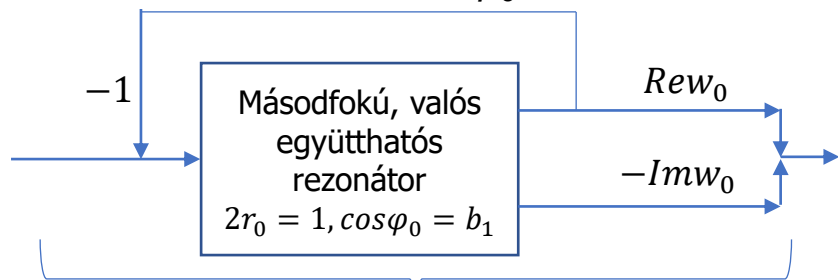 −1
Másodfokú, valós
együtthatós
rezonátor
2r₀ = 1, cosφ₀ = b₁
Rew₀
−Imw₀